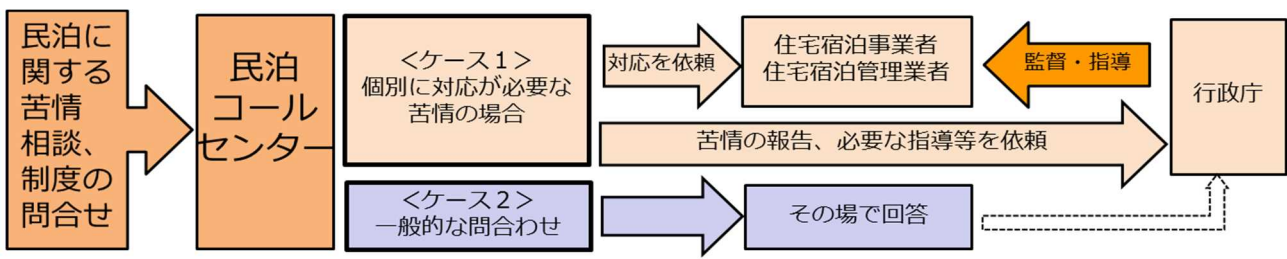 民泊に
関する
苦情
相談、
制度の
問合せ
民泊
コール
センター
＜ケース１＞
個別に対応が必要な
苦情の場合
対応を依頼
住宅宿泊事業者
住宅宿泊管理業者
監督・指導
行政庁
苦情の報告、必要な指導等を依頼
＜ケース２＞
一般的な問合わせ
その場で回答